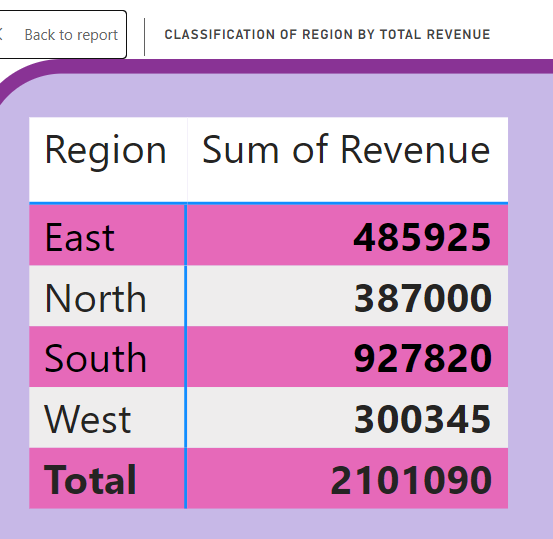 Back to report
CLASSIFICATION OF REGION BY TOTAL REVENUE
Region Sum of Revenue
East 485925
North 387000
South 927820
West 300345
Total 2101090